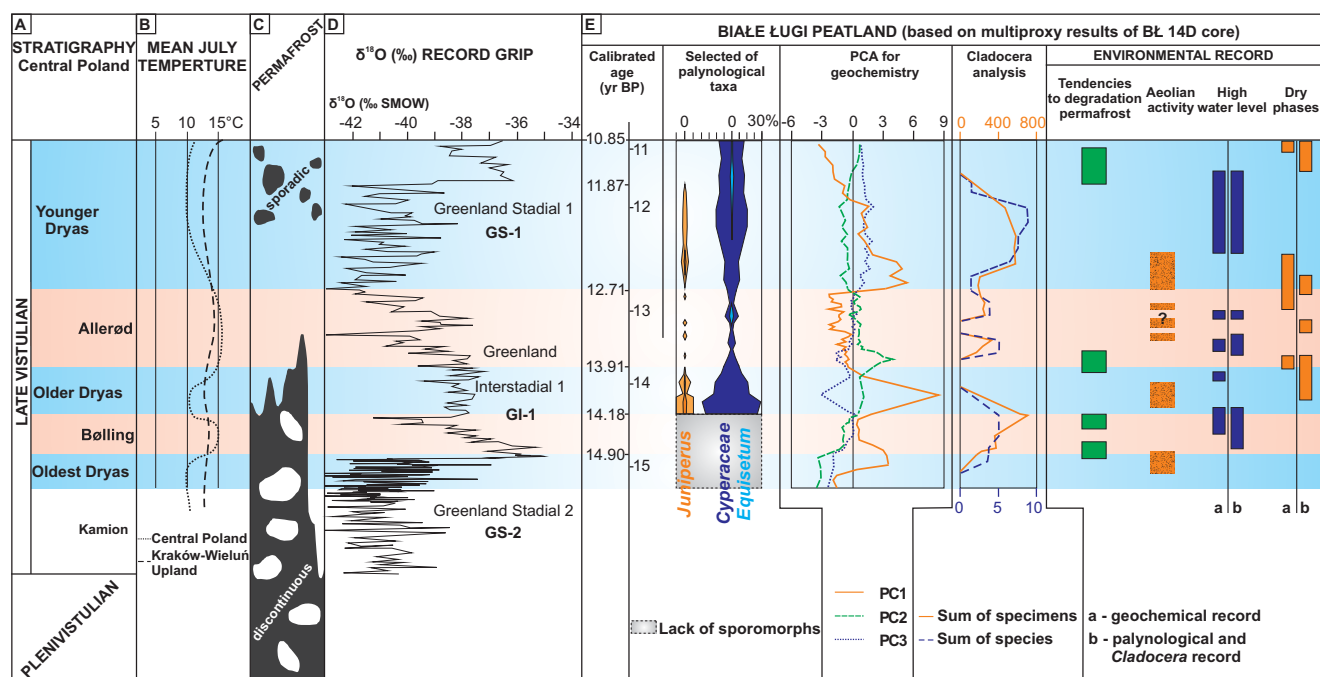 A
B
C
D
E
STRATIGRAPHY
Central Poland
MEAN JULY
TEMPERTURE
5 10 15°C
PERMAFROST
δ18O (‰) RECORD GRIP
δ18O (‰ SMOW)
-42 -40 -38 -36 -34
BIAŁE ŁUGI PEATLAND (based on multiproxy results of BŁ 14D core)
Calibrated
age
(yr BP)
Selected of
palynological
taxa
0 0 30%
PCA for
geochemistry
-6 -3 0 3 6 9
Cladocera
analysis
0 400 800
ENVIRONMENTAL RECORD
Tendencies
to degradation
permafrost
Aeolian
activity
High
water level
Dry
phases
LATE VISTULIAN
Younger
Dryas
Allerød
Older Dryas
Bølling
Oldest Dryas
Kamion
PLENIVISTULIAN
Central Poland
Kraków-Wieluń
Upland
sporadic
discontinuous
Greenland Stadial 1
GS-1
Greenland
Interstadial 1
GI-1
Greenland Stadial 2
GS-2
10.85
11.87
12.71
13.91
14.18
14.90
11
12
13
14
15
Juniperus
Cyperaceae
Equisetum
?
0 5 10
a b
a b
Lack of sporomorphs
PC1
PC2
PC3
Sum of specimens
Sum of species
a - geochemical record
b - palynological and
Cladocera record